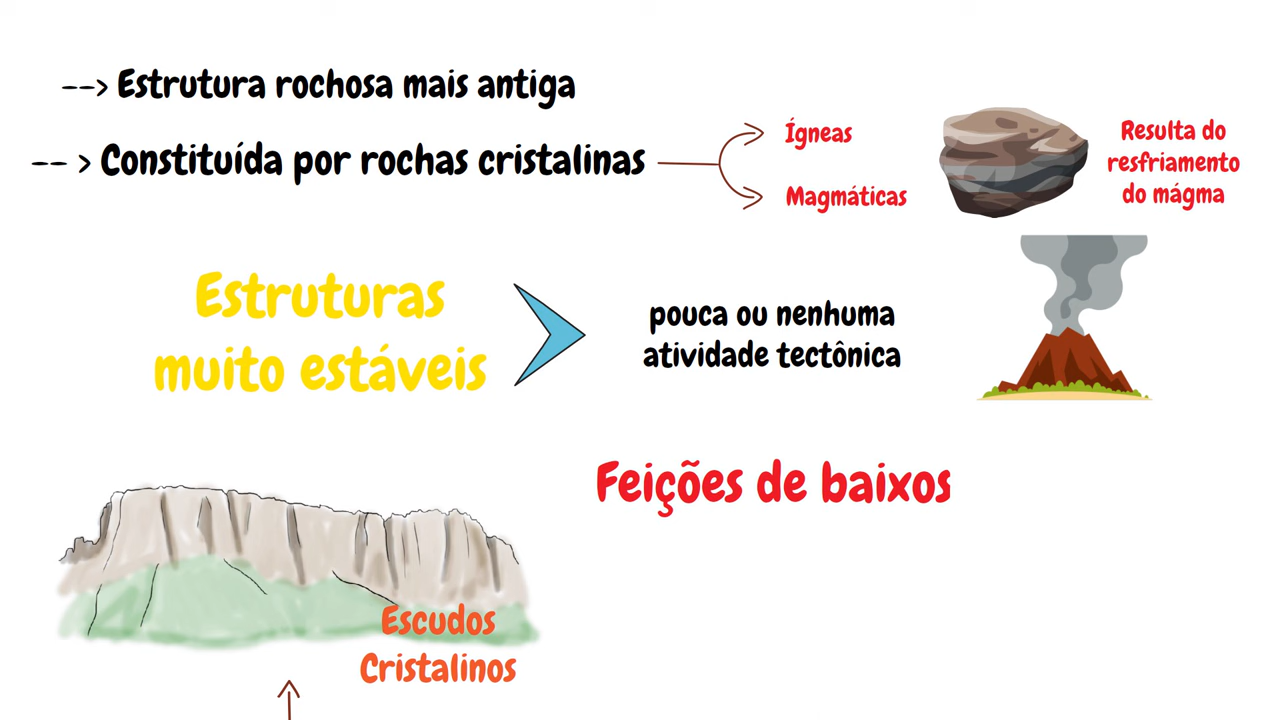 --> Estrutura rochosa mais antiga
-- > Constituída por rochas cristalinas
Ígneas
Magmáticas
Resulta do
resfriamento
do mágma
Estruturas
muito estáveis
pouca ou nenhuma
atividade tectônica
Feições de baixos
Escudos
Cristalinos